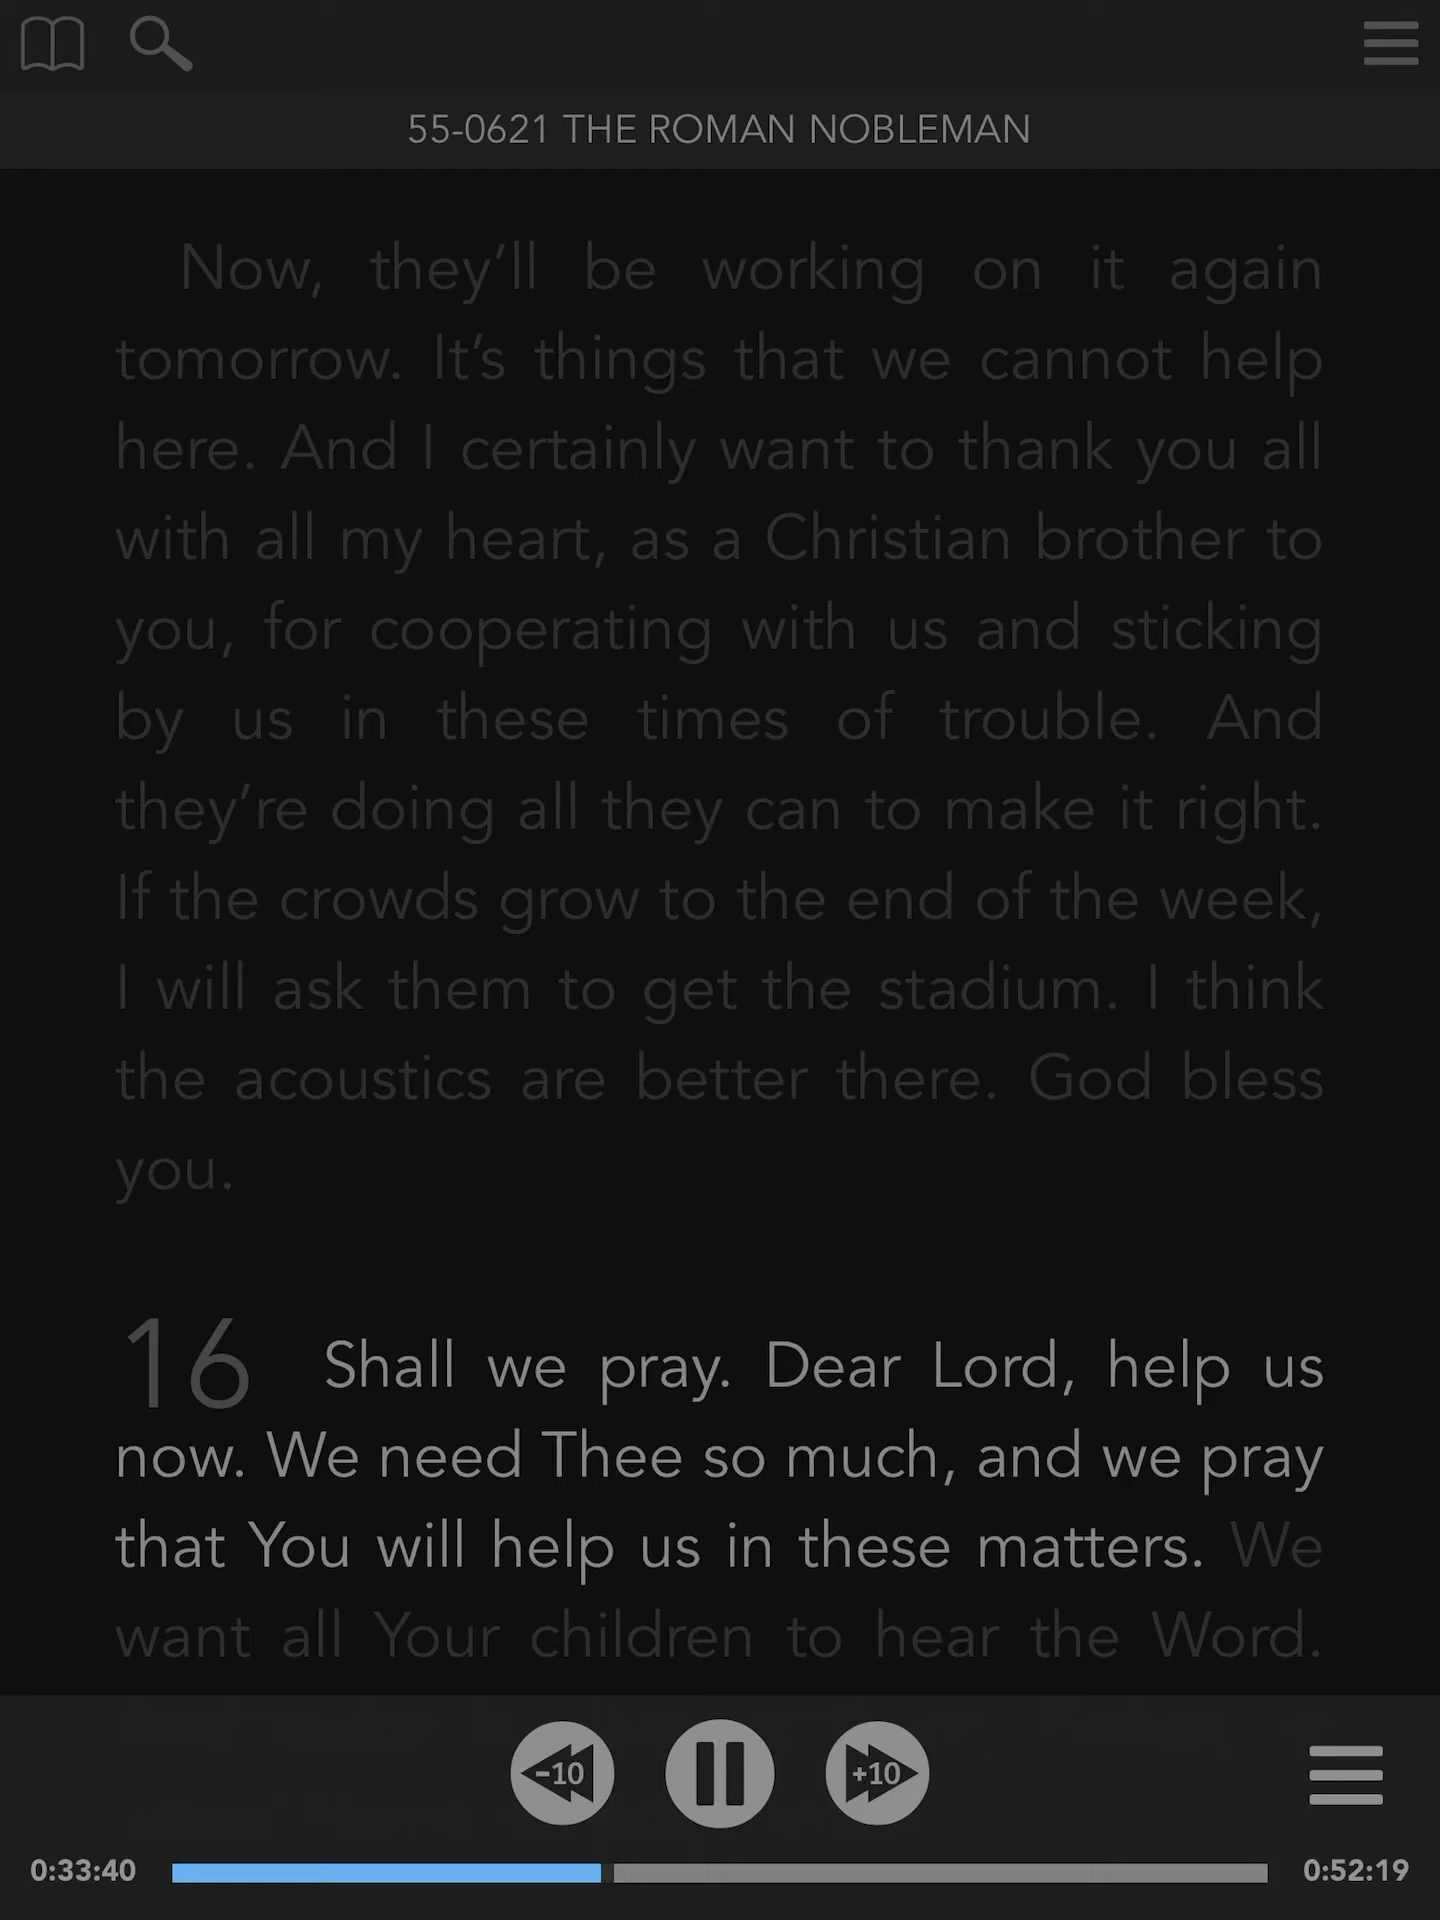 55-0621 THE ROMAN NOBLEMAN
Now, they’ll be working on it again
tomorrow. It’s things that we cannot help
here. And I certainly want to thank you all
with all my heart, as a Christian brother to
you, for cooperating with us and sticking
by us in these times of trouble. And
they’re doing all they can to make it right.
If the crowds grow to the end of the week,
I will ask them to get the stadium. I think
the acoustics are better there. God bless
you.
16 Shall we pray. Dear Lord, help us
now. We need Thee so much, and we pray
that You will help us in these matters. We
want all Your children to hear the Word.
-10 +10
0:33:40 0:52:19